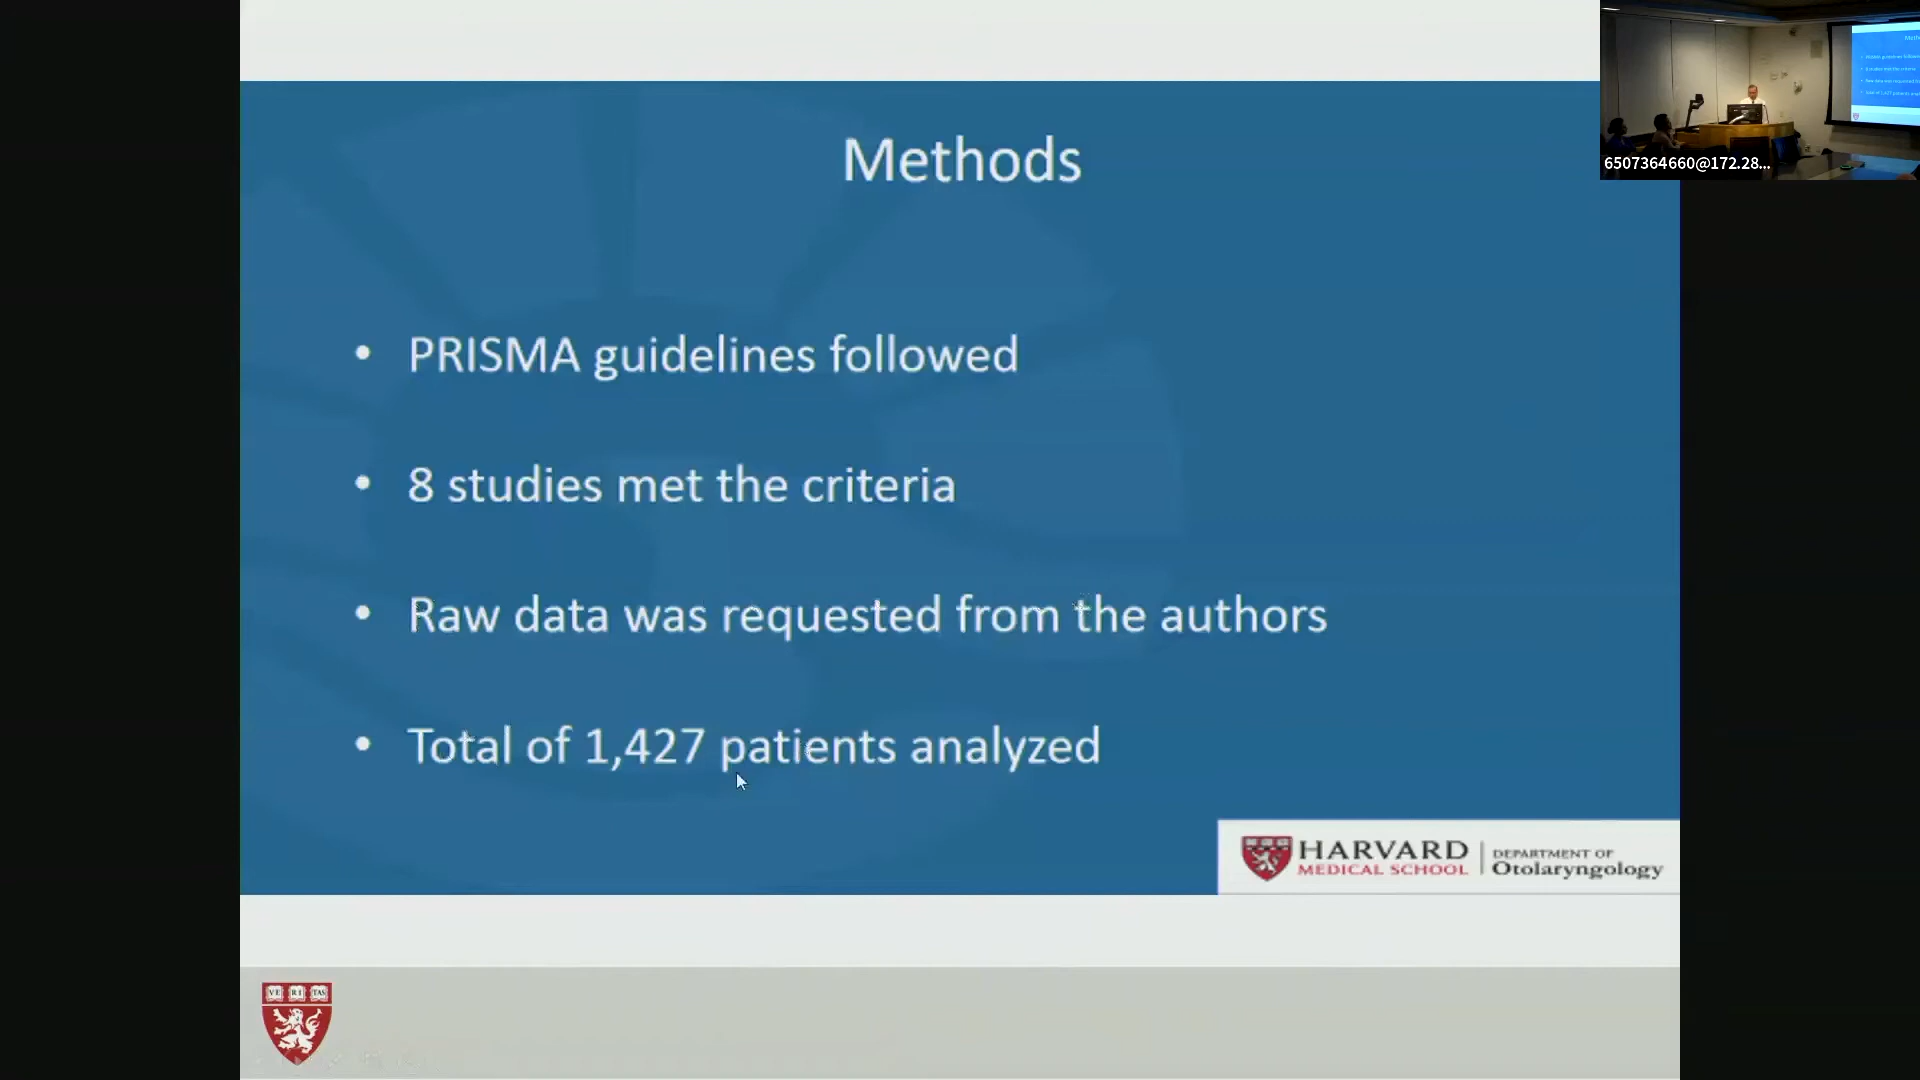 Methods
• PRISMA guidelines followed
• 8 studies met the criteria
• Raw data was requested from the authors
• Total of 1,427 patients analyzed
HARVARD
MEDICAL SCHOOL
DEPARTMENT OF
Otolaryngology
VE RI TAS
6507364660@172.28...